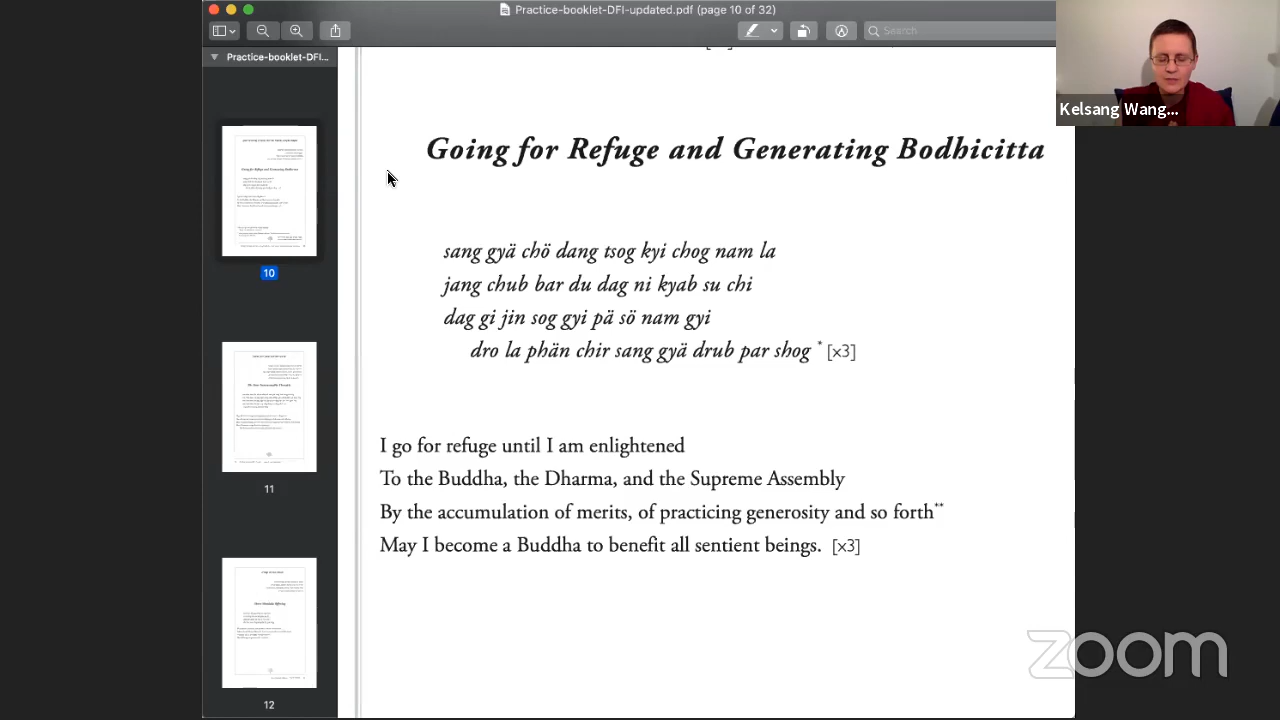 Practice-booklet-DFI-updated.pdf (page 10 of 32)
Search
Practice-booklet-DFI...
Kelsang Wang...
Going for Refuge and Generating Bodhicitta
sang gyä chö dang tsog kyi chog nam la
jang chub bar du dag ni kyab su chi
dag gi jin sog gyi pä sö nam gyi
dro la phän chir sang gyä drub par shog * [x3]
I go for refuge until I am enlightened
To the Buddha, the Dharma, and the Supreme Assembly
By the accumulation of merits, of practicing generosity and so forth**
May I become a Buddha to benefit all sentient beings. [x3]
10
11
12
zoom